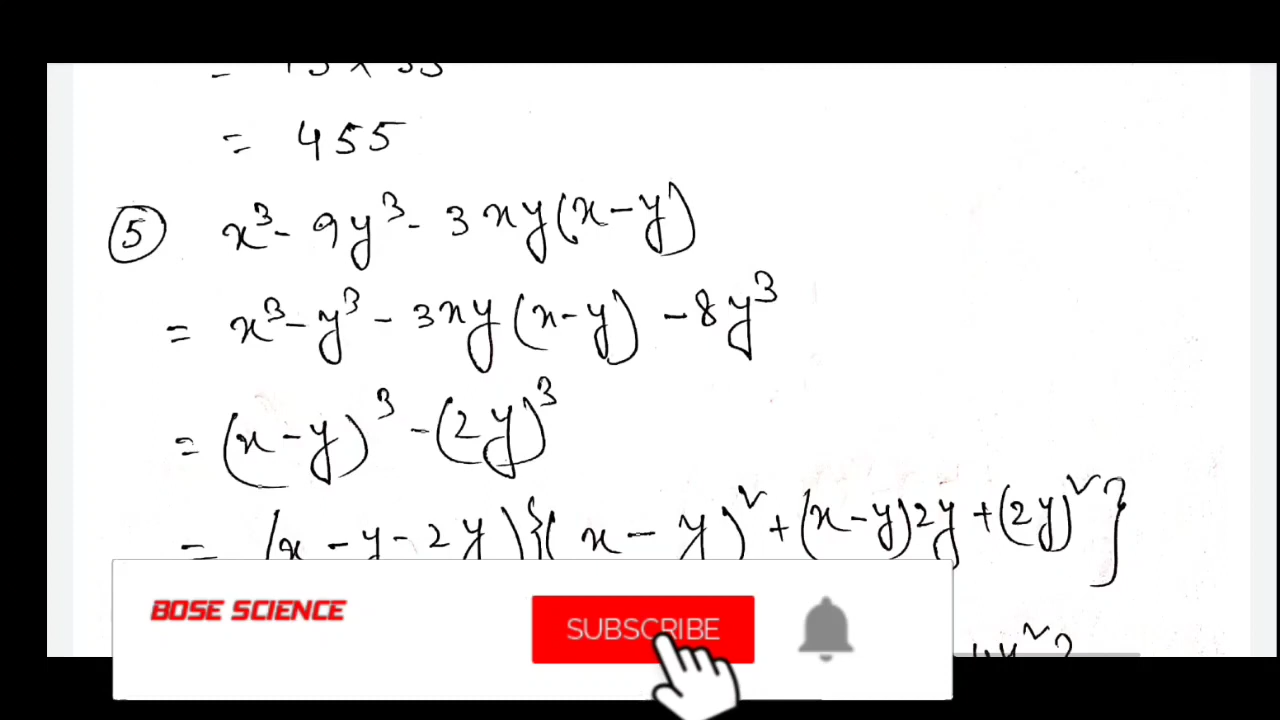 = 455
⑤ x³ - 9y³ - 3xy(x-y)
= x³ - y³ - 3xy(x-y) - 8y³
= (x-y)³ - (2y)³
= (x - y - 2y){(x - y)² + (x-y)2y + (2y)²}
BOSE SCIENCE
SUBSCRIBE